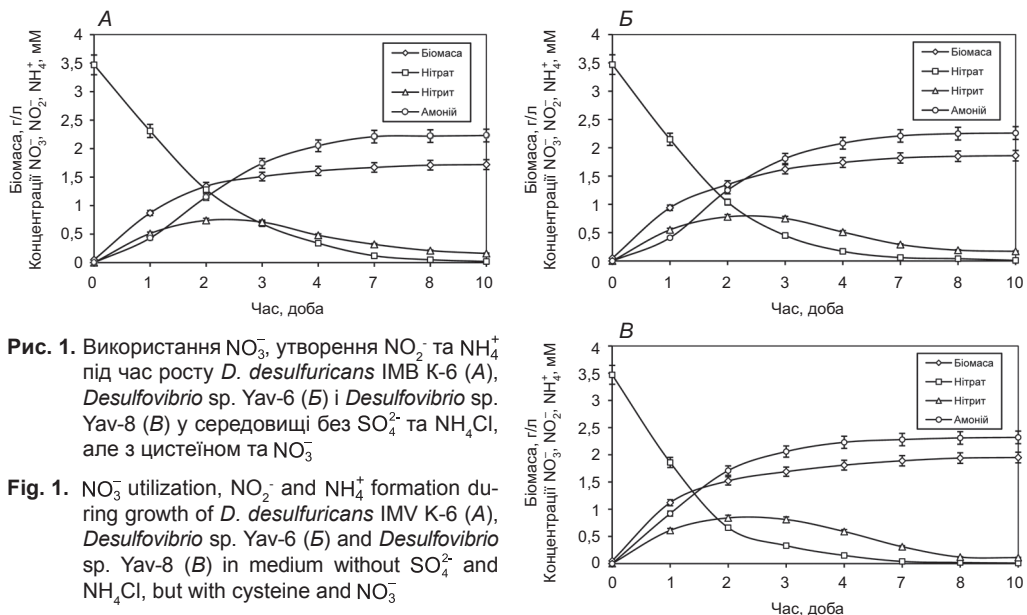 А
Біомаса, г/л
Концентрації NO₃⁻, NO₂⁻, NH₄⁺, мМ
4
3,5
3
2,5
2
1,5
1
0,5
0
0 1 2 3 4 7 8 10
Час, доба
Біомаса
Нітрат
Нітрит
Амоній
Б
Біомаса, г/л
Концентрації NO₃⁻, NO₂⁻, NH₄⁺, мМ
4
3,5
3
2,5
2
1,5
1
0,5
0
0 1 2 3 4 7 8 10
Час, доба
Біомаса
Нітрат
Нітрит
Амоній
Рис. 1. Використання NO₃⁻, утворення NO₂⁻ та NH₄⁺
під час росту D. desulfuricans ІМВ К-6 (А),
Desulfovibrio sp. Yav-6 (Б) і Desulfovibrio sp.
Yav-8 (В) у середовищі без SO₄²⁻ та NH₄Cl,
але з цистеїном та NO₃⁻
Fig. 1. NO₃⁻ utilization, NO₂⁻ and NH₄⁺ formation du-
ring growth of D. desulfuricans IMV K-6 (А),
Desulfovibrio sp. Yav-6 (Б) and Desulfovibrio
sp. Yav-8 (В) in medium without SO₄²⁻ and
NH₄Cl, but with cysteine and NO₃⁻
В
Біомаса, г/л
Концентрації NO₃⁻, NO₂⁻, NH₄⁺, мМ
4
3,5
3
2,5
2
1,5
1
0,5
0
0 1 2 3 4 7 8 10
Час, доба
Біомаса
Нітрат
Нітрит
Амоній